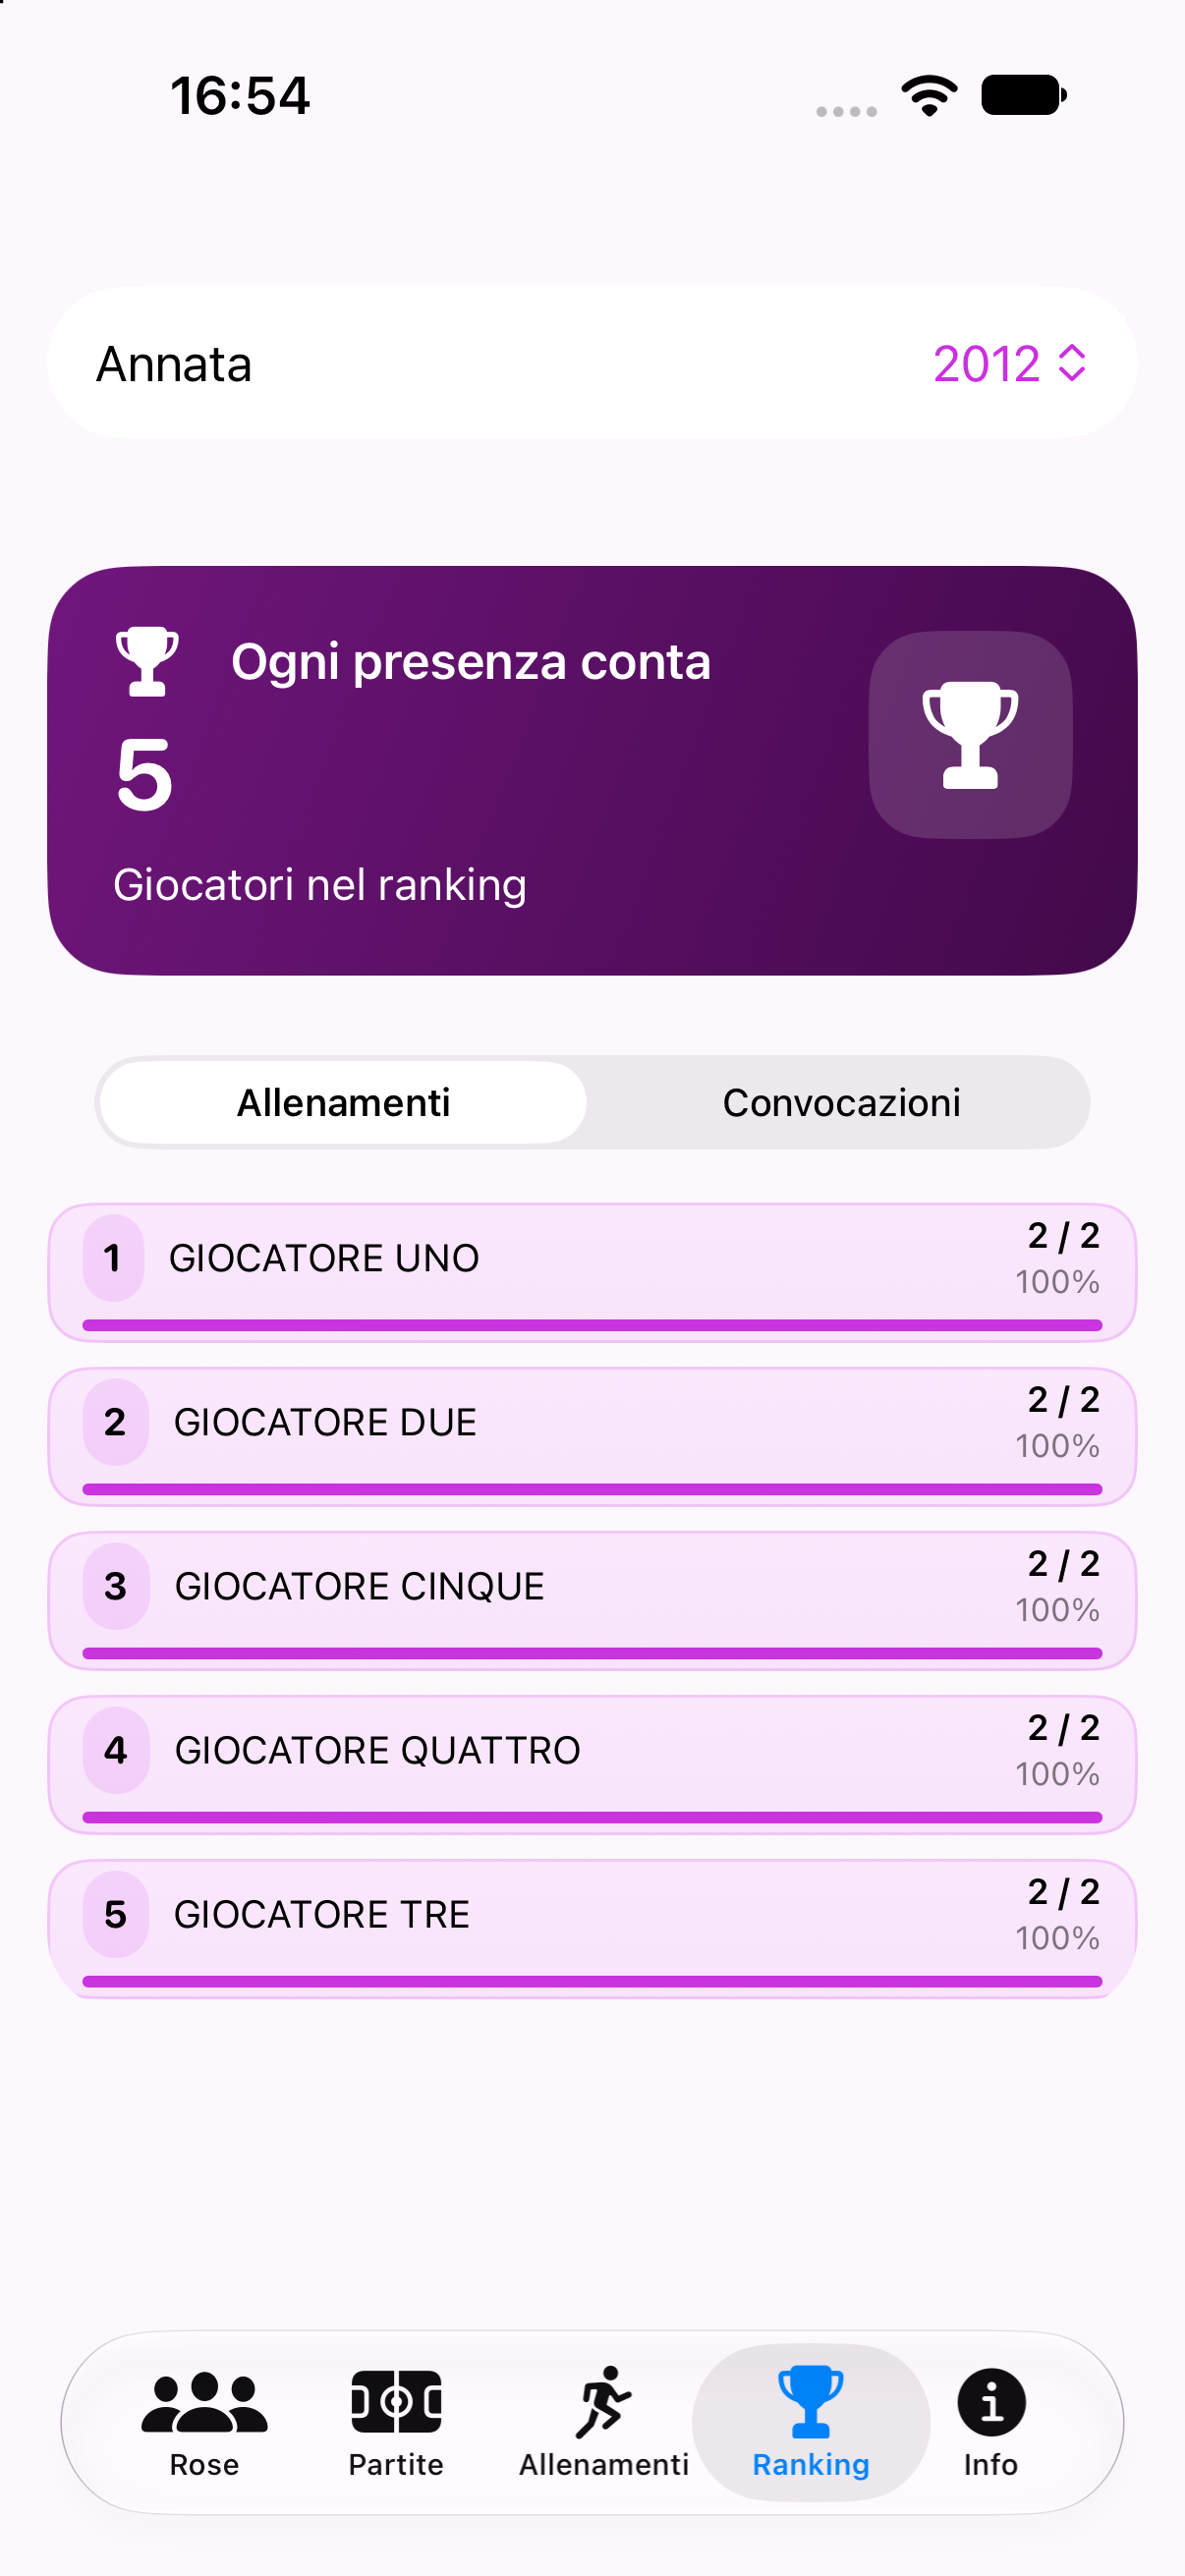 16:54
Annata
2012
Ogni presenza conta
5
Giocatori nel ranking
Allenamenti
Convocazioni
1 GIOCATORE UNO 2 / 2
100%
2 GIOCATORE DUE 2 / 2
100%
3 GIOCATORE CINQUE 2 / 2
100%
4 GIOCATORE QUATTRO 2 / 2
100%
5 GIOCATORE TRE 2 / 2
100%
Rose
Partite
Allenamenti
Ranking
Info